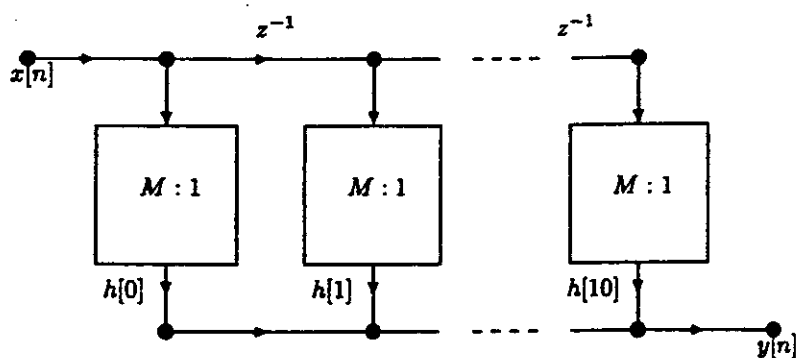 z⁻¹ z⁻¹
x[n]
M : 1 M : 1 M : 1
h[0] h[1] h[10]
y[n]